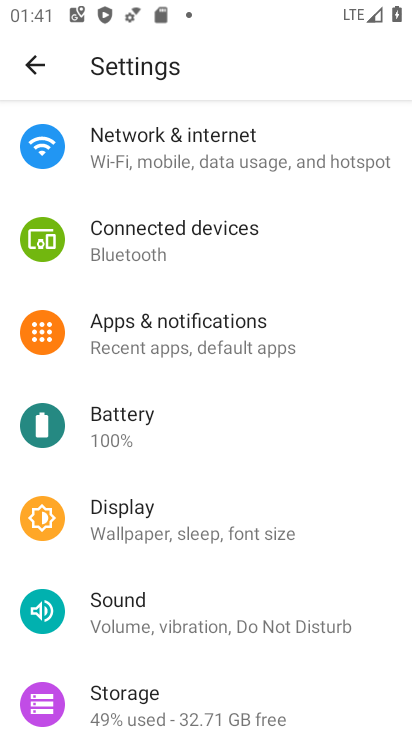 01:41
LTE
Settings
Network & internet
Wi-Fi, mobile, data usage, and hotspot
Connected devices
Bluetooth
Apps & notifications
Recent apps, default apps
Battery
100%
Display
Wallpaper, sleep, font size
Sound
Volume, vibration, Do Not Disturb
Storage
49% used - 32.71 GB free